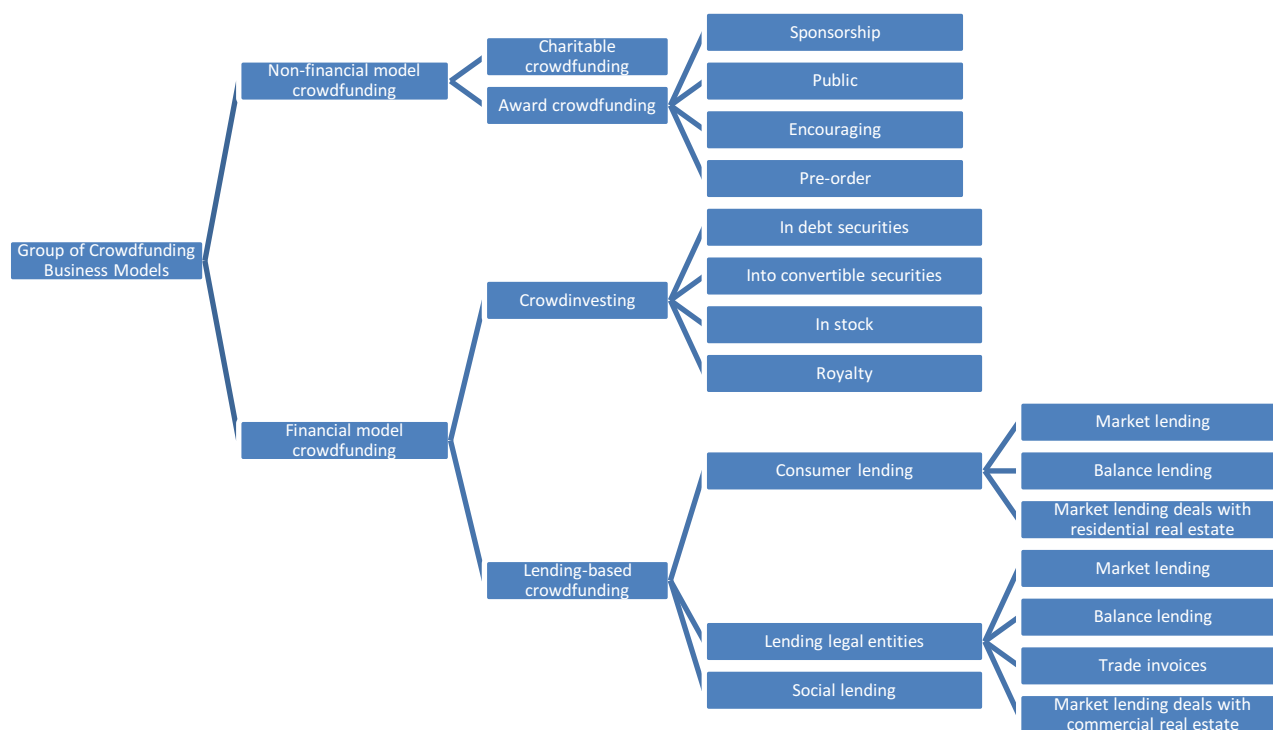 Group of Crowdfunding
Business Models
Non-financial model
crowdfunding
Charitable
crowdfunding
Award crowdfunding
Sponsorship
Public
Encouraging
Pre-order
Financial model
crowdfunding
Crowdinvesting
In debt securities
Into convertible securities
In stock
Royalty
Lending-based
crowdfunding
Consumer lending
Market lending
Balance lending
Market lending deals with
residential real estate
Lending legal entities
Market lending
Balance lending
Trade invoices
Market lending deals with
commercial real estate
Social lending